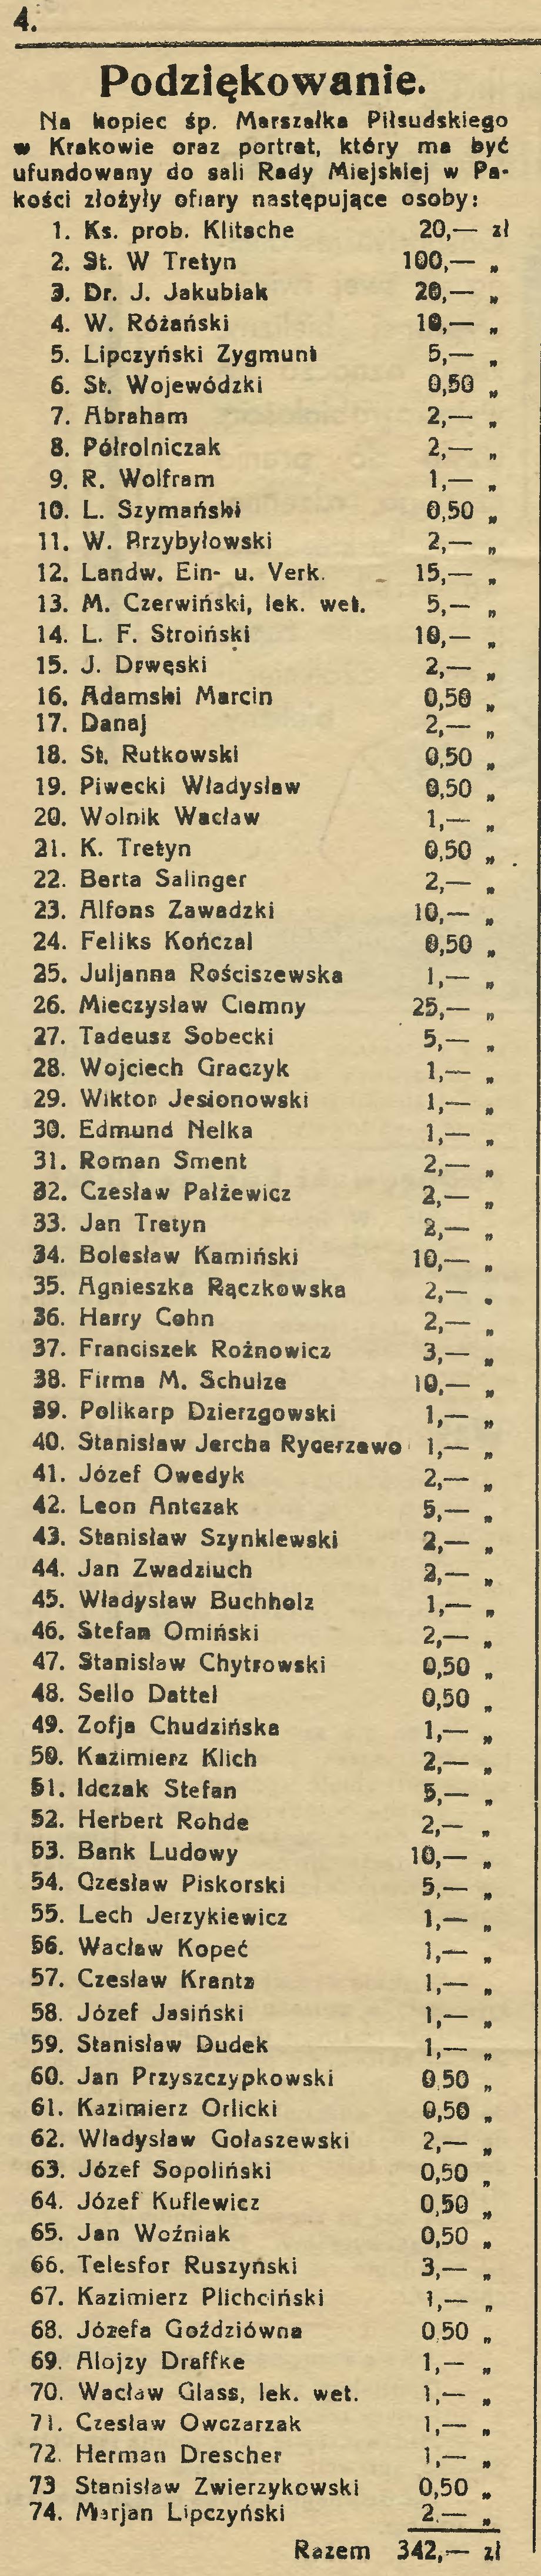 4.
Podziękowanie.
Na kopiec śp. Marszałka Piłsudskiego
w Krakowie oraz portret, który ma być
ufundowany do sali Rady Miejskiej w Pa-
kości złożyły ofiary następujące osoby:
1. Ks. prob. Klitsche 20,— zł
2. St. W Tretyn 100,— „
3. Dr. J. Jakubiak 20,— „
4. W. Różański 10,— „
5. Lipczyński Zygmunt 5,— „
6. St. Wojewódzki 0,50 „
7. Abraham 2,— „
8. Półrolniczak 2,— „
9. R. Wolfram 1,— „
10. L. Szymański 0,50 „
11. W. Przybyłowski 2,— „
12. Landw. Ein- u. Verk. 15,— „
13. M. Czerwiński, lek. wet. 5,— „
14. L. F. Stroiński 10,— „
15. J. Drwęski 2,— „
16. Adamski Marcin 0,50 „
17. Danaj 2,— „
18. St. Rutkowski 0,50 „
19. Piwecki Władysław 0,50 „
20. Wolnik Wacław 1,— „
21. K. Tretyn 0,50 „
22. Berta Salinger 2,— „
23. Alfons Zawadzki 10,— „
24. Feliks Kończal 0,50 „
25. Juljanna Rościszewska 1,— „
26. Mieczysław Ciemny 25,— „
27. Tadeusz Sobecki 5,— „
28. Wojciech Graczyk 1,— „
29. Wiktor Jesionowski 1,— „
30. Edmund Nelka 1,— „
31. Roman Sment 2,— „
32. Czesław Palżewicz 2,— „
33. Jan Tretyn 2,— „
34. Bolesław Kamiński 10,— „
35. Agnieszka Rączkowska 2,— „
36. Harry Cohn 2,— „
37. Franciszek Rożnowicz 3,— „
38. Firma M. Schulze 10,— „
39. Polikarp Dzierzgowski 1,— „
40. Stanisław Jercha Rycerzewo 1,— „
41. Józef Owedyk 2,— „
42. Leon Antczak 5,— „
43. Stanisław Szynklewski 2,— „
44. Jan Zwadziuch 2,— „
45. Władysław Buchholz 1,— „
46. Stefan Omiński 2,— „
47. Stanisław Chytrowski 0,50 „
48. Sello Dattel 0,50 „
49. Zofja Chudzińska 1,— „
50. Kazimierz Klich 2,— „
51. Idczak Stefan 5,— „
52. Herbert Rohde 2,— „
53. Bank Ludowy 10,— „
54. Czesław Piskorski 5,— „
55. Lech Jerzykiewicz 1,— „
56. Wacław Kopeć 1,— „
57. Czesław Krantz 1,— „
58. Józef Jasiński 1,— „
59. Stanisław Dudek 1,— „
60. Jan Przyszczypkowski 0.50 „
61. Kazimierz Orlicki 0,50 „
62. Władysław Gołaszewski 2,— „
63. Józef Sopoliński 0,50 „
64. Józef Kuflewicz 0,50 „
65. Jan Woźniak 0,50 „
66. Telesfor Ruszyński 3,— „
67. Kazimierz Plichciński 1,— „
68. Józefa Goździówna 0.50 „
69. Alojzy Draffke 1,— „
70. Wacław Glass, lek. wet. 1,— „
71. Czesław Owczarzak 1,— „
72. Herman Drescher 1,— „
73 Stanisław Zwierzykowski 0,50 „
74. Marjan Lipczyński 2.— „
Razem 342,— zł